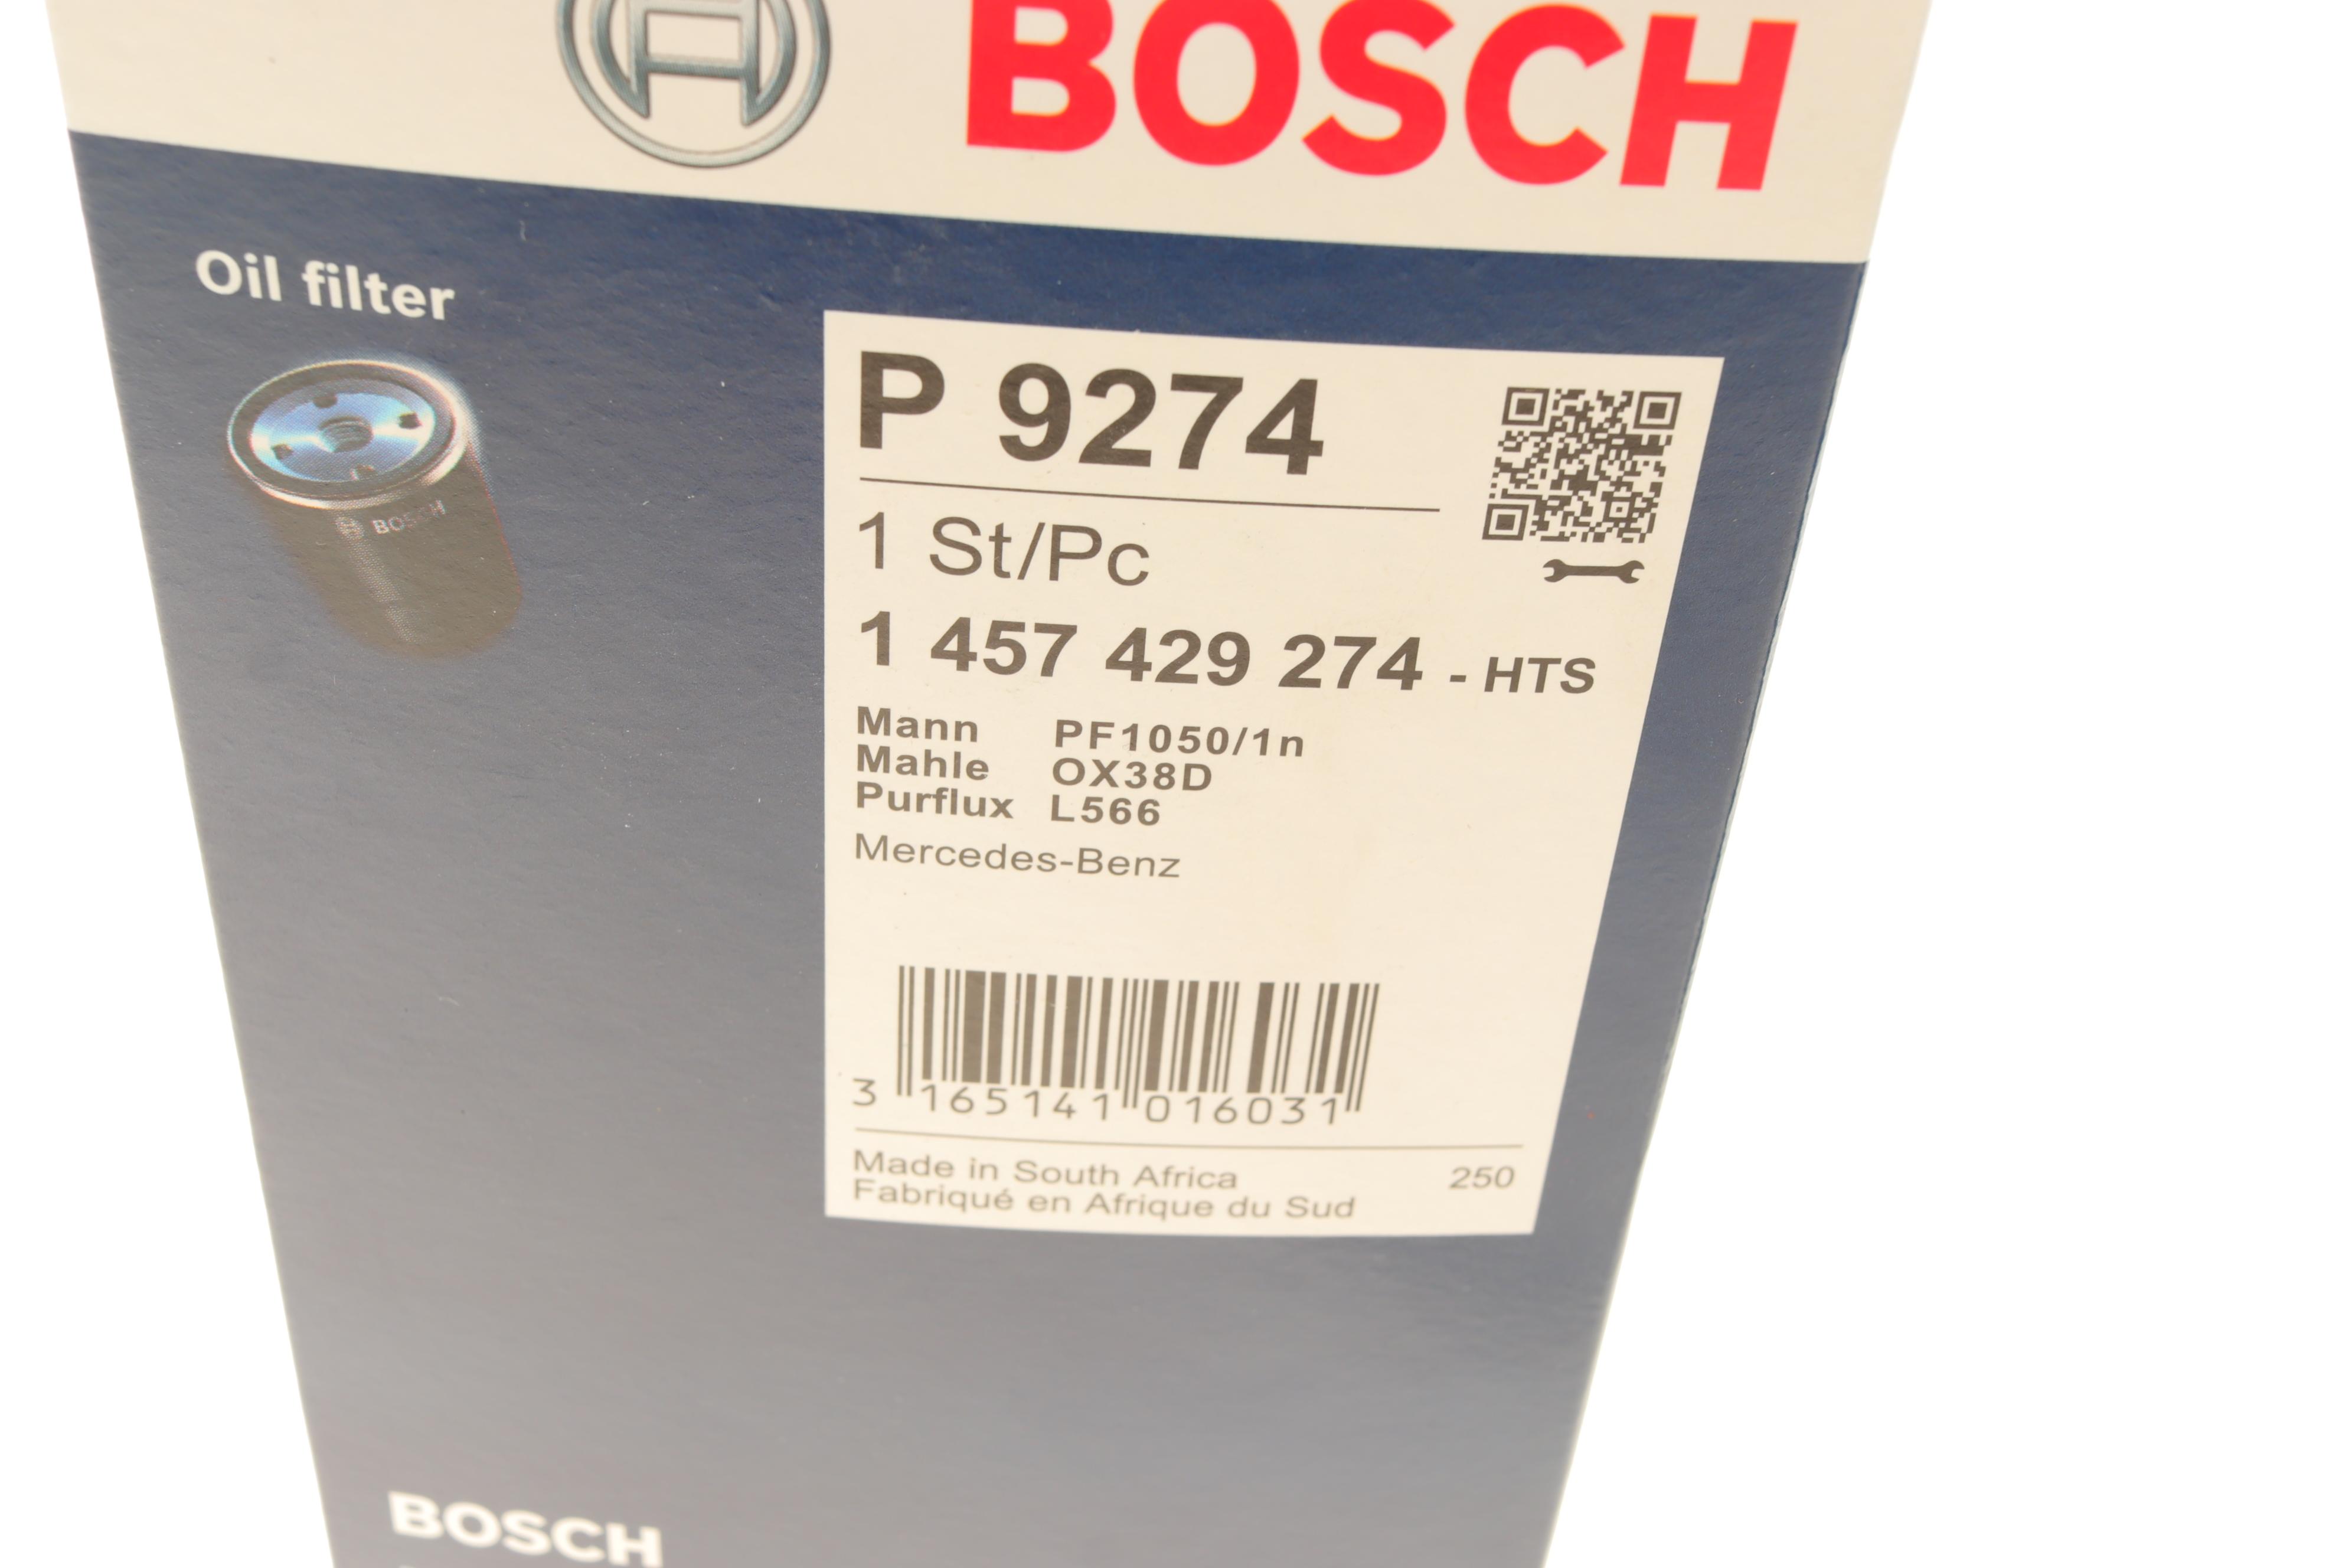 BOSCH
Oil filter
BOSCH
P 9274
1 St/Pc
1 457 429 274 - HTS
Mann PF1050/1n
Mahle OX38D
Purflux L566
Mercedes-Benz
3 165141 016031
Made in South Africa 250
Fabriqué en Afrique du Sud
BOSCH